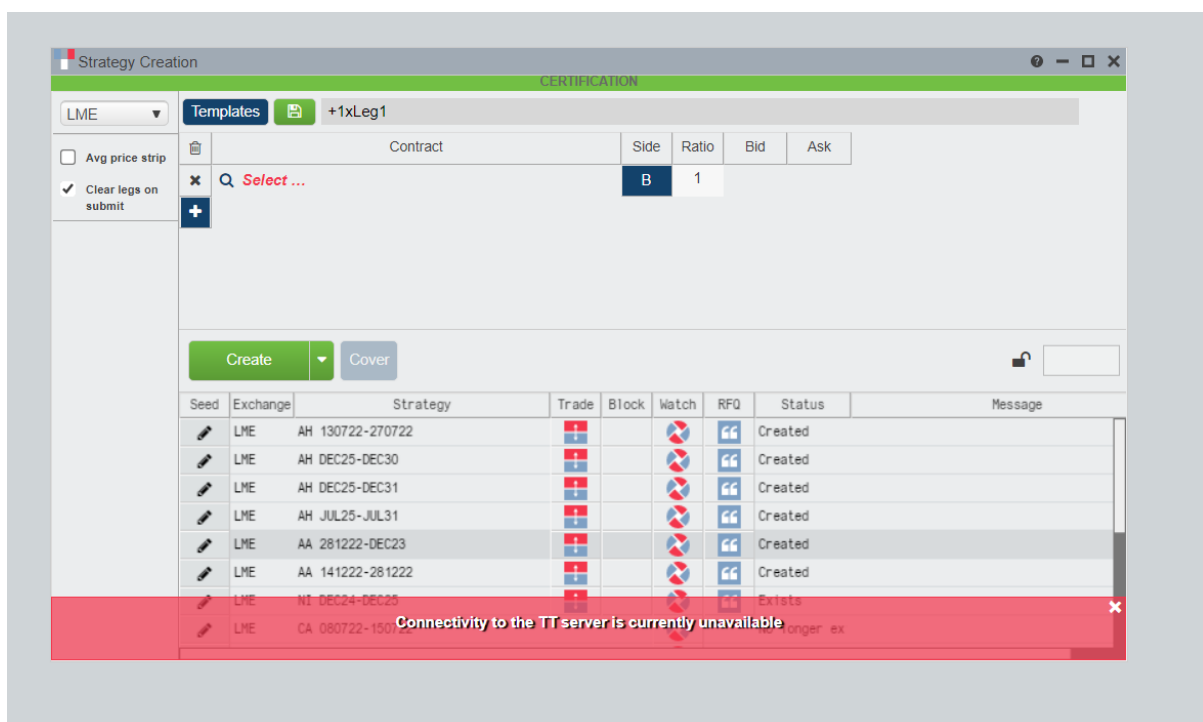 Strategy Creation
CERTIFICATION
LME
Templates
+1xLeg1
Avg price strip
Clear legs on
submit
Contract Side Ratio Bid Ask
Select ... B 1
Create
Cover
Seed Exchange Strategy Trade Block Watch RFQ Status Message
LME AH 130722-270722 Created
LME AH DEC25-DEC30 Created
LME AH DEC25-DEC31 Created
LME AH JUL25-JUL31 Created
LME AA 281222-DEC23 Created
LME AA 141222-281222 Created
LME NI DEC24-DEC25 Exists
Connectivity to the TT server is currently unavailable
LME CA 080722-150722 longer ex